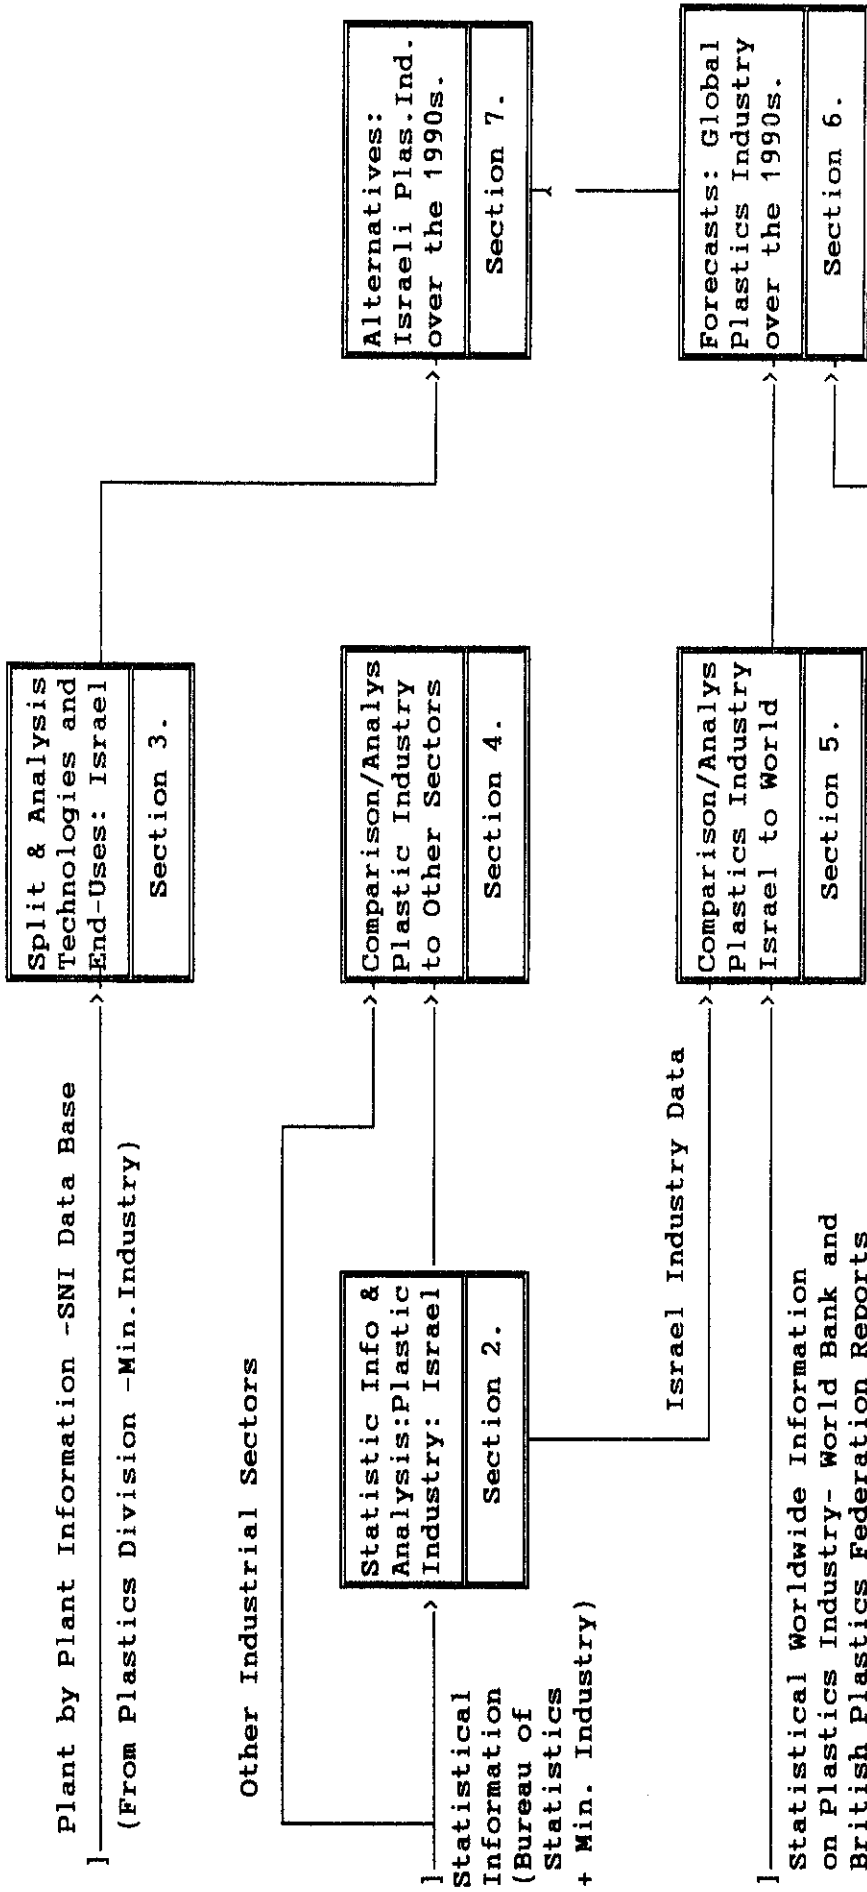 Plant by Plant Information -SNI Data Base
(From Plastics Division -Min.Industry)
Split & Analysis
Technologies and
End-Uses: Israel
Section 3.
Other Industrial Sectors
Statistical
Information
(Bureau of
Statistics
+ Min. Industry)
Statistic Info &
Analysis:Plastic
Industry: Israel
Section 2.
Comparison/Analys
Plastic Industry
to Other Sectors
Section 4.
Alternatives:
Israeli Plas.Ind.
over the 1990s.
Section 7.
Israel Industry Data
Statistical Worldwide Information
on Plastics Industry- World Bank and
British Plastics Federation Reports
Comparison/Analys
Plastics Industry
Israel to World
Section 5.
Forecasts: Global
Plastics Industry
over the 1990s.
Section 6.